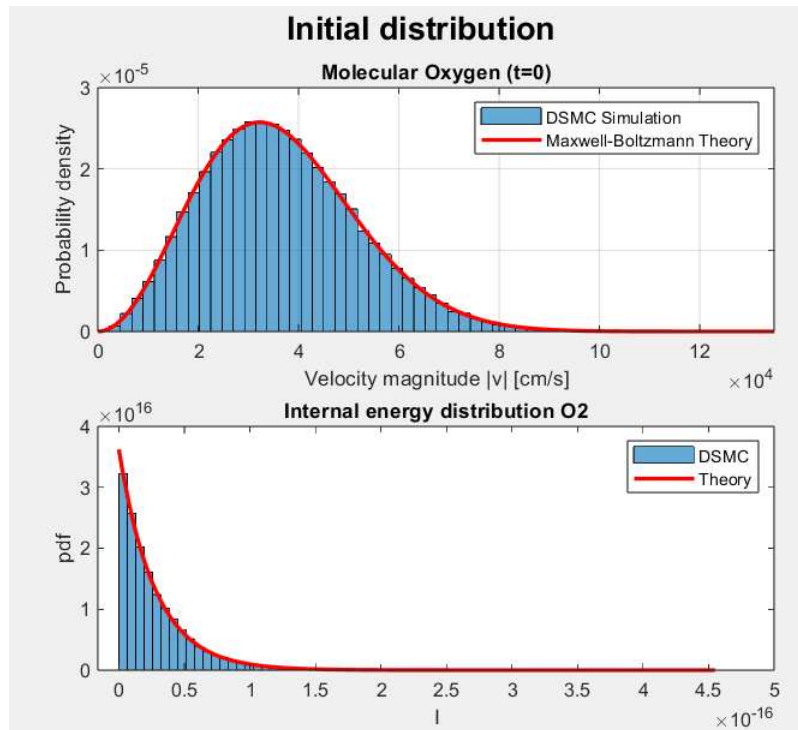 Initial distribution
Molecular Oxygen (t=0)
×10-5
3
2
1
0
Probability density
DSMC Simulation
Maxwell-Boltzmann Theory
0 2 4 6 8 10 12
Velocity magnitude |v| [cm/s]
×104
Internal energy distribution O2
×1016
4
3
2
1
0
pdf
DSMC
Theory
0 0.5 1 1.5 2 2.5 3 3.5 4 4.5 5
I
×10-16